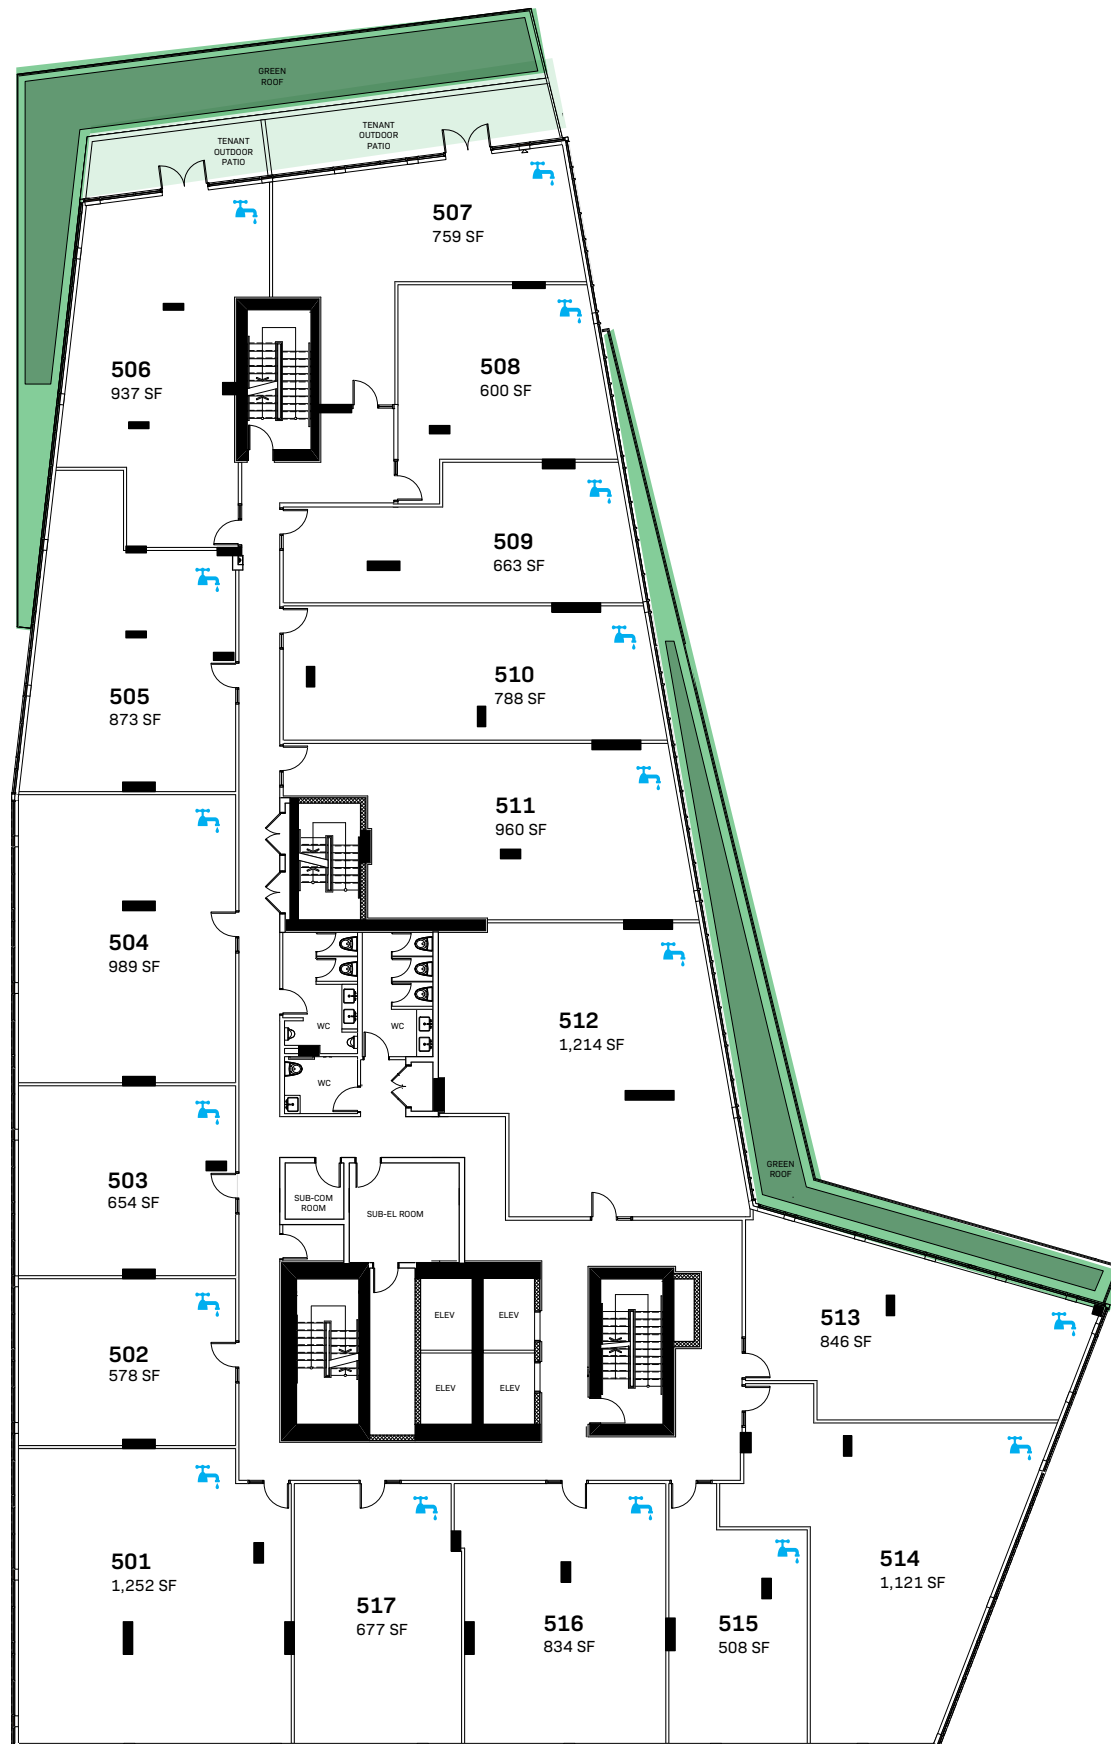 GREEN
ROOF
TENANT
OUTDOOR
PATIO
TENANT
OUTDOOR
PATIO
507
759 SF
506
937 SF
508
600 SF
509
663 SF
505
873 SF
510
788 SF
511
960 SF
504
989 SF
512
1,214 SF
WC
WC
WC
503
654 SF
SUB-COM
ROOM
SUB-EL ROOM
GREEN
ROOF
502
578 SF
ELEV
ELEV
ELEV
ELEV
513
846 SF
501
1,252 SF
517
677 SF
516
834 SF
515
508 SF
514
1,121 SF